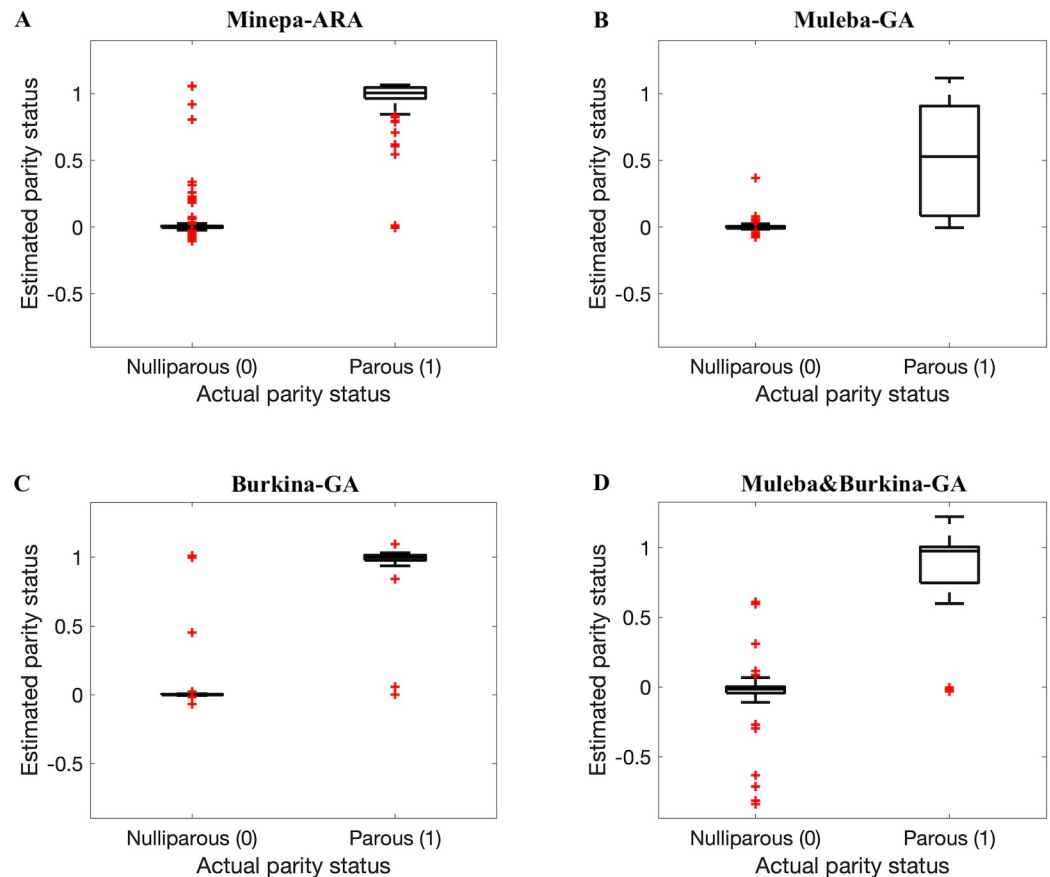 A
Minepa-ARA
Estimated parity status
1
0.5
0
-0.5
Nulliparous (0)
Parous (1)
Actual parity status
B
Muleba-GA
Estimated parity status
1
0.5
0
-0.5
Nulliparous (0)
Parous (1)
Actual parity status
C
Burkina-GA
Estimated parity status
1
0.5
0
-0.5
Nulliparous (0)
Parous (1)
Actual parity status
D
Muleba&Burkina-GA
Estimated parity status
1
0.5
0
-0.5
Nulliparous (0)
Parous (1)
Actual parity status